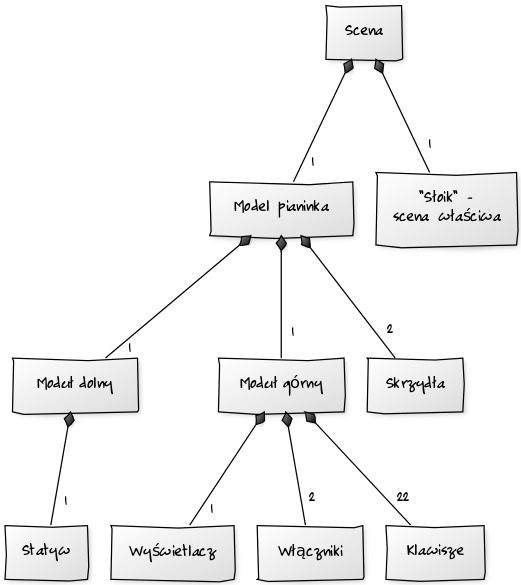 Scena
1
1
Model pianinka
"Słoik" -
scena właściwa
1
1
2
Moduł dolny
Moduł górny
Skrzydła
1
1
2
22
Statyw
Wyświetlacz
Włączniki
Klawisze